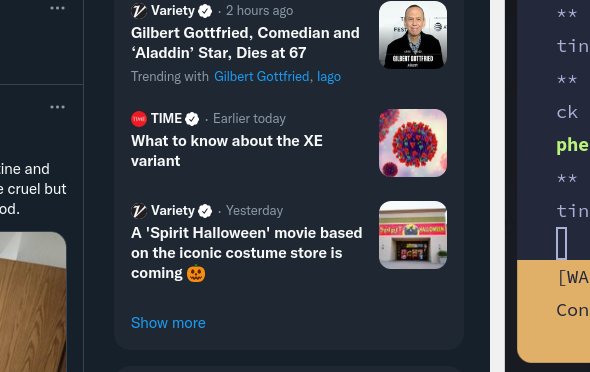 Variety · 2 hours ago
Gilbert Gottfried, Comedian and
‘Aladdin’ Star, Dies at 67
Trending with Gilbert Gottfried, Iago
GILBERT GOTTFRIED
TIME TIME · Earlier today
What to know about the XE
variant
Variety · Yesterday
A 'Spirit Halloween' movie based
on the iconic costume store is
coming 🎃
Show more
...
...
ine and
e cruel but
od.
**
tin
**
ck
phe
**
tin
[WA
Con